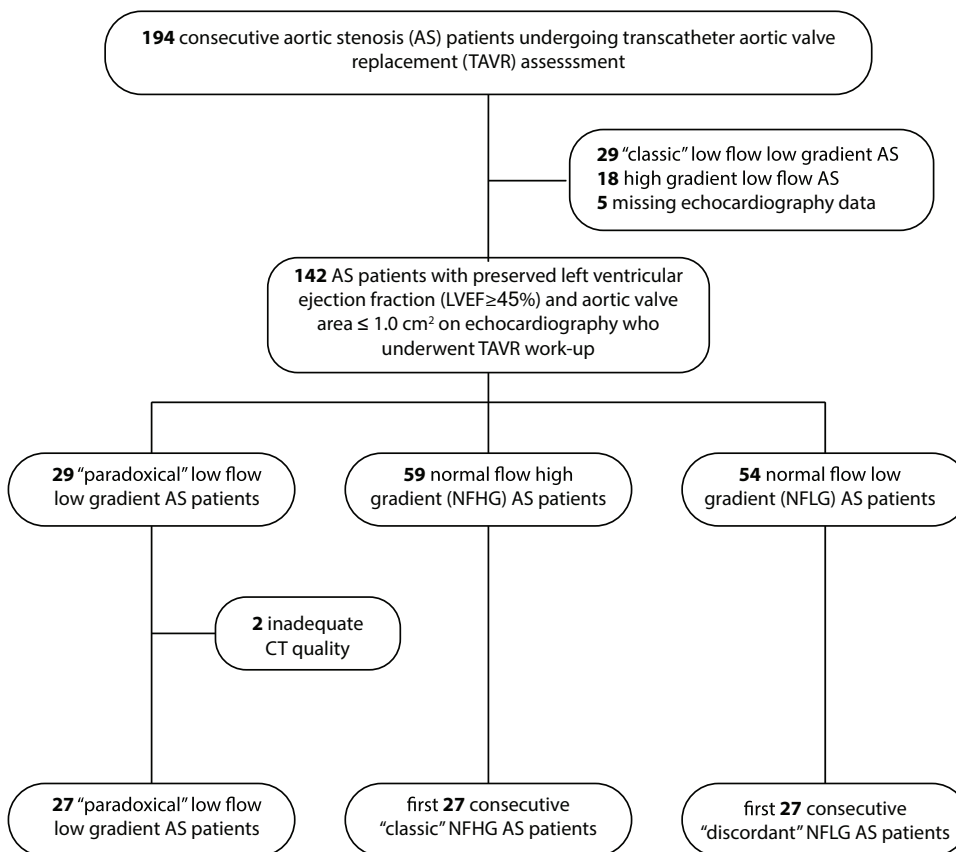 194 consecutive aortic stenosis (AS) patients undergoing transcatheter aortic valve
replacement (TAVR) assesssment
29 “classic” low flow low gradient AS
18 high gradient low flow AS
5 missing echocardiography data
142 AS patients with preserved left ventricular
ejection fraction (LVEF≥45%) and aortic valve
area ≤ 1.0 cm² on echocardiography who
underwent TAVR work-up
29 “paradoxical” low flow
low gradient AS patients
59 normal flow high
gradient (NFHG) AS patients
54 normal flow low
gradient (NFLG) AS patients
2 inadequate
CT quality
27 “paradoxical” low flow
low gradient AS patients
first 27 consecutive
“classic” NFHG AS patients
first 27 consecutive
“discordant” NFLG AS patients